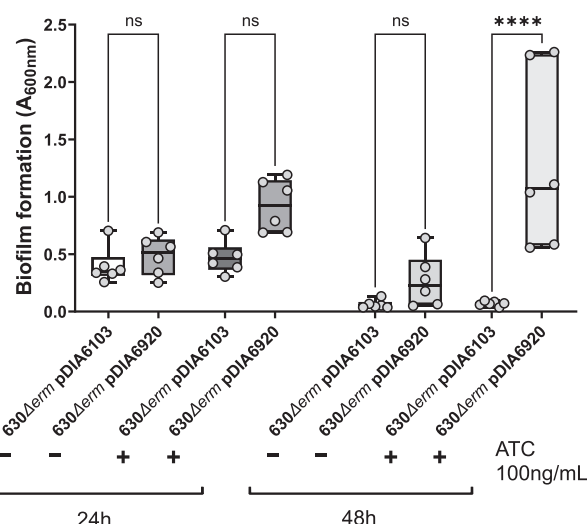 ns ns ns ****
Biofilm formation (A600nm)
2.5
2.0
1.5
1.0
0.5
0.0
630Δerm pDIA6103
630Δerm pDIA6920
630Δerm pDIA6103
630Δerm pDIA6920
630Δerm pDIA6103
630Δerm pDIA6920
630Δerm pDIA6103
630Δerm pDIA6920
– – + + – – + + ATC
100ng/mL
24h 48h